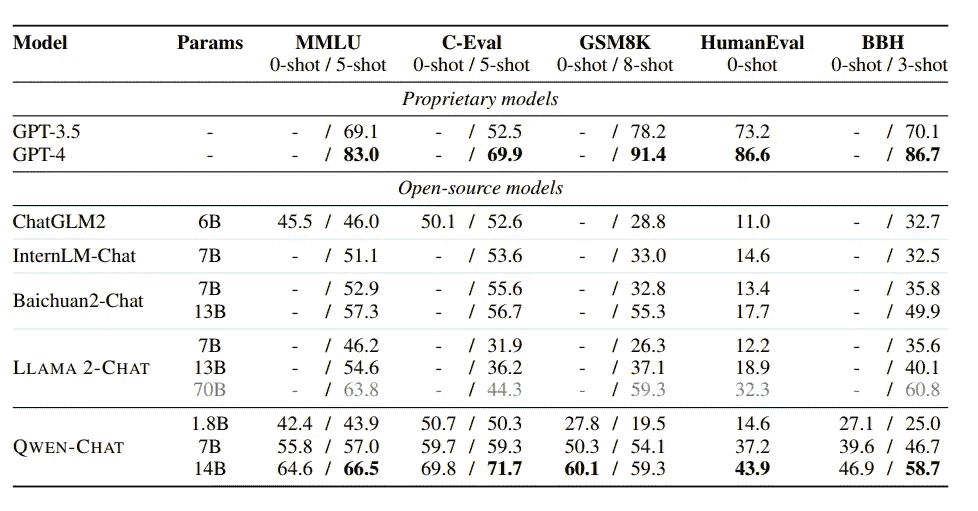 Model Params MMLU C-Eval GSM8K HumanEval BBH
0-shot / 5-shot 0-shot / 5-shot 0-shot / 8-shot 0-shot 0-shot / 3-shot
Proprietary models
GPT-3.5 - - / 69.1 - / 52.5 - / 78.2 73.2 - / 70.1
GPT-4 - - / 83.0 - / 69.9 - / 91.4 86.6 - / 86.7
Open-source models
ChatGLM2 6B 45.5 / 46.0 50.1 / 52.6 - / 28.8 11.0 - / 32.7
InternLM-Chat 7B - / 51.1 - / 53.6 - / 33.0 14.6 - / 32.5
Baichuan2-Chat 7B - / 52.9 - / 55.6 - / 32.8 13.4 - / 35.8
13B - / 57.3 - / 56.7 - / 55.3 17.7 - / 49.9
LLAMA 2-CHAT 7B - / 46.2 - / 31.9 - / 26.3 12.2 - / 35.6
13B - / 54.6 - / 36.2 - / 37.1 18.9 - / 40.1
70B - / 63.8 - / 44.3 - / 59.3 32.3 - / 60.8
QWEN-CHAT 1.8B 42.4 / 43.9 50.7 / 50.3 27.8 / 19.5 14.6 27.1 / 25.0
7B 55.8 / 57.0 59.7 / 59.3 50.3 / 54.1 37.2 39.6 / 46.7
14B 64.6 / 66.5 69.8 / 71.7 60.1 / 59.3 43.9 46.9 / 58.7